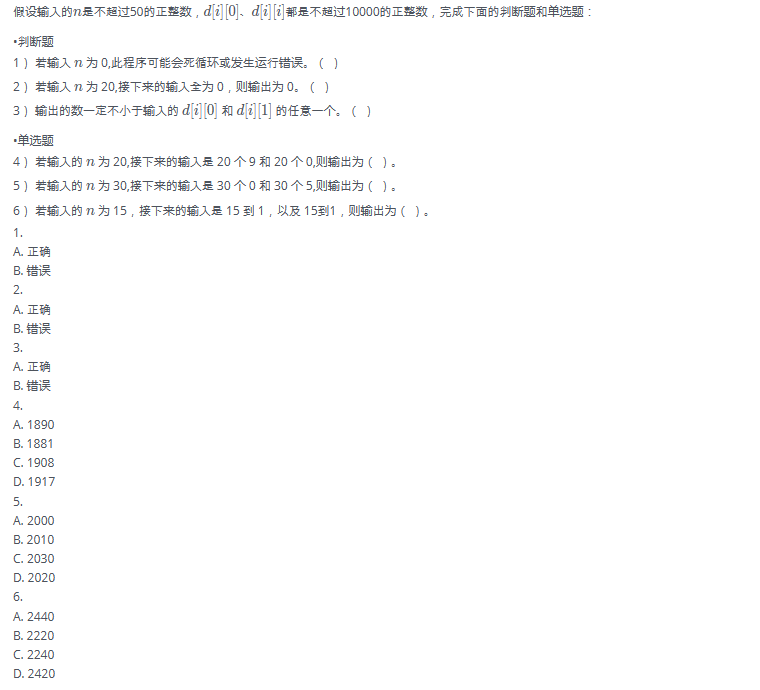 假设输入的n是不超过50的正整数，d[i][0]、d[i][i]都是不超过10000的正整数，完成下面的判断题和单选题：
•判断题
1）若输入 n 为 0,此程序可能会死循环或发生运行错误。（ ）
2）若输入 n 为 20,接下来的输入全为 0，则输出为 0。（ ）
3）输出的数一定不小于输入的 d[i][0] 和 d[i][1] 的任意一个。（ ）
•单选题
4）若输入的 n 为 20,接下来的输入是 20 个 9 和 20 个 0,则输出为（ ）。
5）若输入的 n 为 30,接下来的输入是 30 个 0 和 30 个 5,则输出为（ ）。
6）若输入的 n 为 15，接下来的输入是 15 到 1，以及 15到1，则输出为（ ）。
1.
A. 正确
B. 错误
2.
A. 正确
B. 错误
3.
A. 正确
B. 错误
4.
A. 1890
B. 1881
C. 1908
D. 1917
5.
A. 2000
B. 2010
C. 2030
D. 2020
6.
A. 2440
B. 2220
C. 2240
D. 2420